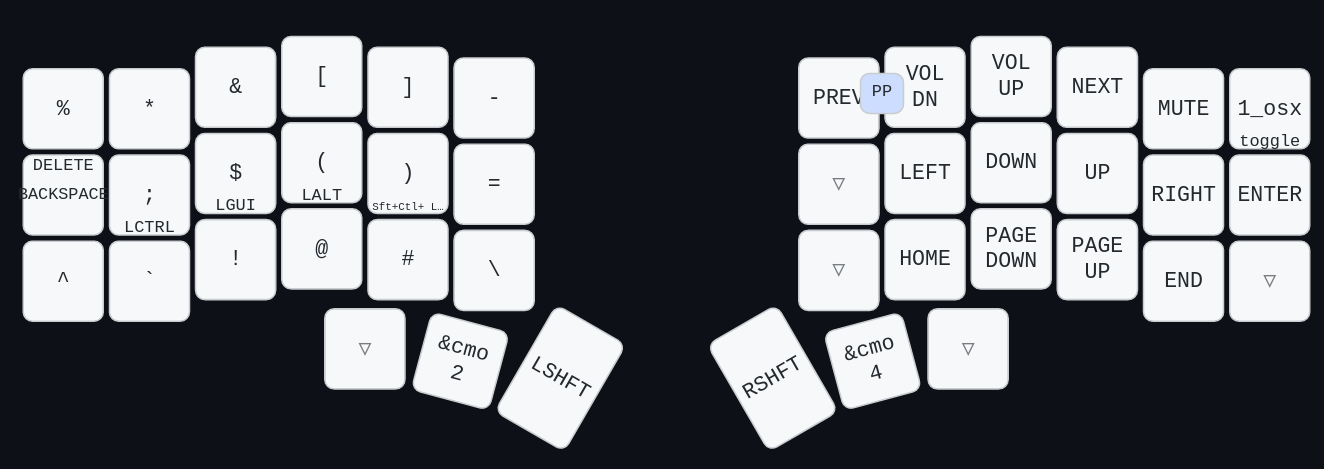 % * & [ ] -
PREV PP VOL DN VOL UP NEXT MUTE 1_osx
toggle
DELETE
BACKSPACE ; $ ( ) =
LCTRL LGUI LALT Sft+Ctl+ L…
▽ LEFT DOWN UP RIGHT ENTER
^ ` ! @ # \
▽ HOME PAGE DOWN PAGE UP END ▽
▽ &cmo 2 LSHFT
RSHFT &cmo 4 ▽